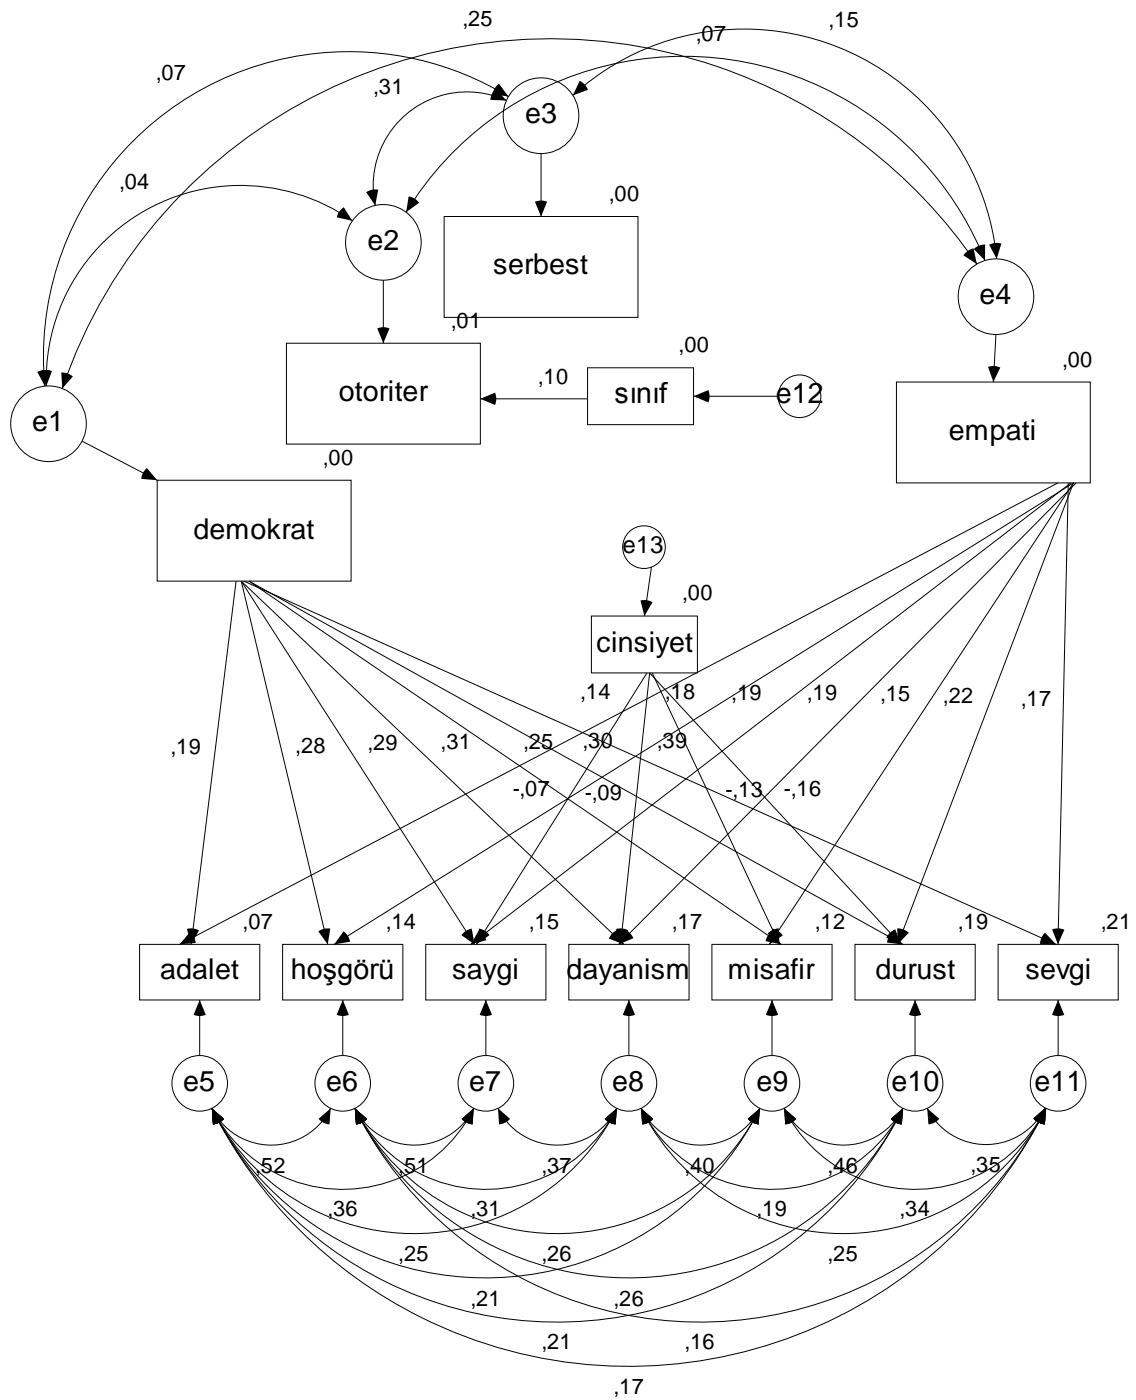 ,25
,15
,07
,07
,31
e3
,04
,00
e2
serbest
e4
,01
,00
,00
otoriter
,10
sınıf
e12
e1
empati
,00
demokrat
e13
,00
cinsiyet
,14
,18
,19
,19
,15
,22
,17
,19
,28
,29
,31
,25
,30
,39
-,07
-,09
-,13
-,16
,07
,14
,15
,17
,12
,19
,21
adalet
hoşgörü
saygi
dayanism
misafir
durust
sevgi
e5
e6
e7
e8
e9
e10
e11
,52
,51
,37
,40
,46
,35
,36
,31
,19
,34
,25
,26
,25
,21
,26
,21
,16
,17